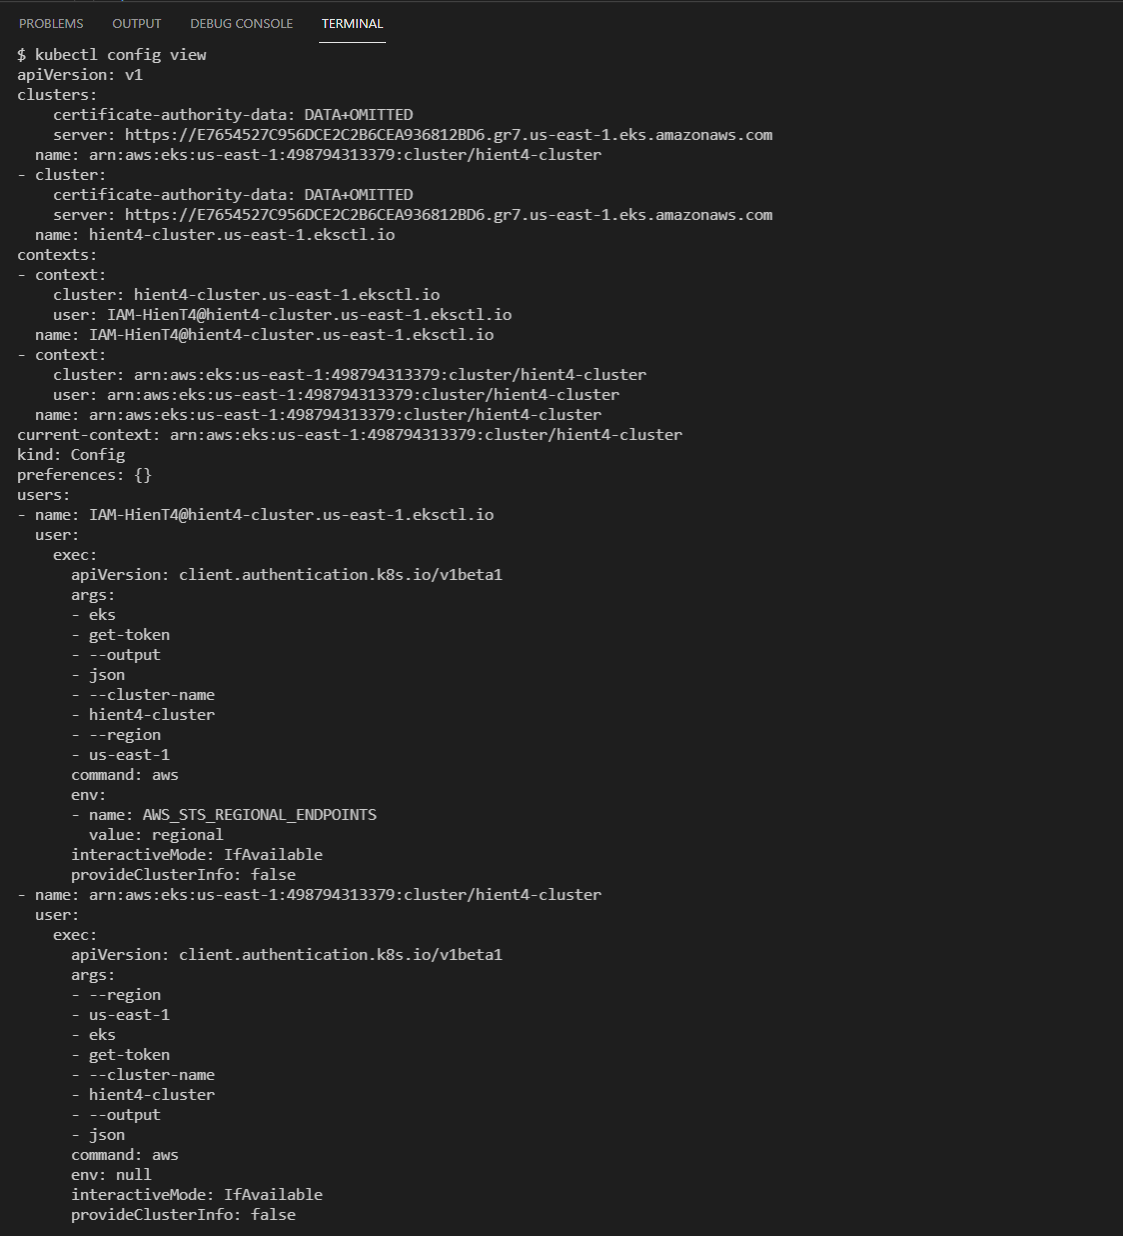 PROBLEMS OUTPUT DEBUG CONSOLE TERMINAL
$ kubectl config view
apiVersion: v1
clusters:
    certificate-authority-data: DATA+OMITTED
    server: https://E7654527C956DCE2C2B6CEA936812BD6.gr7.us-east-1.eks.amazonaws.com
  name: arn:aws:eks:us-east-1:498794313379:cluster/hient4-cluster
- cluster:
    certificate-authority-data: DATA+OMITTED
    server: https://E7654527C956DCE2C2B6CEA936812BD6.gr7.us-east-1.eks.amazonaws.com
  name: hient4-cluster.us-east-1.eksctl.io
contexts:
- context:
    cluster: hient4-cluster.us-east-1.eksctl.io
    user: IAM-HienT4@hient4-cluster.us-east-1.eksctl.io
  name: IAM-HienT4@hient4-cluster.us-east-1.eksctl.io
- context:
    cluster: arn:aws:eks:us-east-1:498794313379:cluster/hient4-cluster
    user: arn:aws:eks:us-east-1:498794313379:cluster/hient4-cluster
  name: arn:aws:eks:us-east-1:498794313379:cluster/hient4-cluster
current-context: arn:aws:eks:us-east-1:498794313379:cluster/hient4-cluster
kind: Config
preferences: {}
users:
- name: IAM-HienT4@hient4-cluster.us-east-1.eksctl.io
  user:
    exec:
      apiVersion: client.authentication.k8s.io/v1beta1
      args:
      - eks
      - get-token
      - --output
      - json
      - --cluster-name
      - hient4-cluster
      - --region
      - us-east-1
      command: aws
      env:
      - name: AWS_STS_REGIONAL_ENDPOINTS
        value: regional
      interactiveMode: IfAvailable
      provideClusterInfo: false
- name: arn:aws:eks:us-east-1:498794313379:cluster/hient4-cluster
  user:
    exec:
      apiVersion: client.authentication.k8s.io/v1beta1
      args:
      - --region
      - us-east-1
      - eks
      - get-token
      - --cluster-name
      - hient4-cluster
      - --output
      - json
      command: aws
      env: null
      interactiveMode: IfAvailable
      provideClusterInfo: false